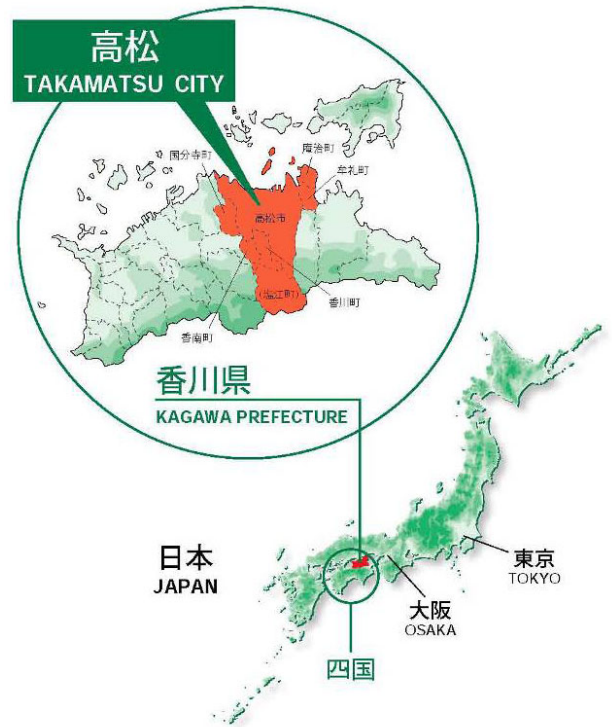 高松
TAKAMATSU CITY
庵治町
国分寺町
牟礼町
高松市
(塩江町)
香川町
香南町
香川県
KAGAWA PREFECTURE
日本
JAPAN
東京
TOKYO
大阪
OSAKA
四国